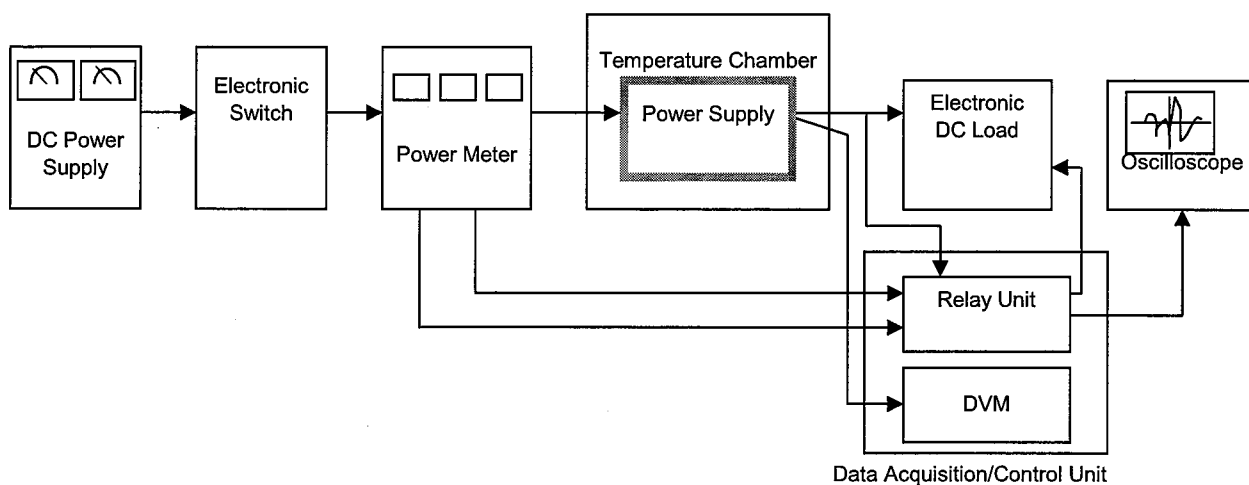 DC Power
Supply
Electronic
Switch
Power Meter
Temperature Chamber
Power Supply
Electronic
DC Load
Oscilloscope
Relay Unit
DVM
Data Acquisition/Control Unit